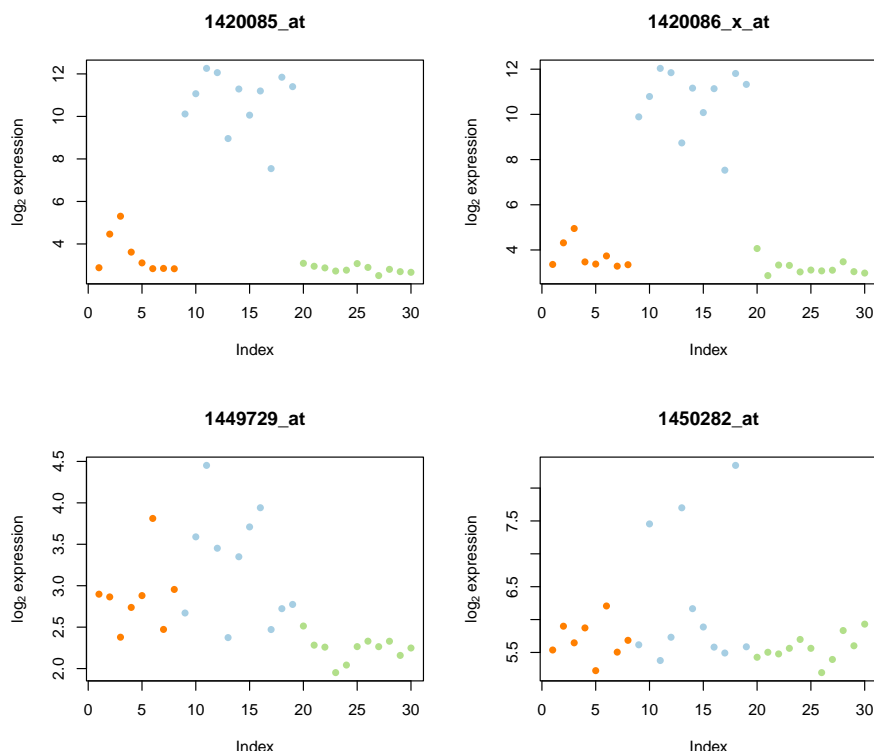 1420085_at
log2 expression
4 6 8 10 12
0 5 10 15 20 25 30
Index
1420086_x_at
log2 expression
4 6 8 10 12
0 5 10 15 20 25 30
Index
1449729_at
log2 expression
2.0 2.5 3.0 3.5 4.0 4.5
0 5 10 15 20 25 30
Index
1450282_at
log2 expression
5.5 6.5 7.5
0 5 10 15 20 25 30
Index